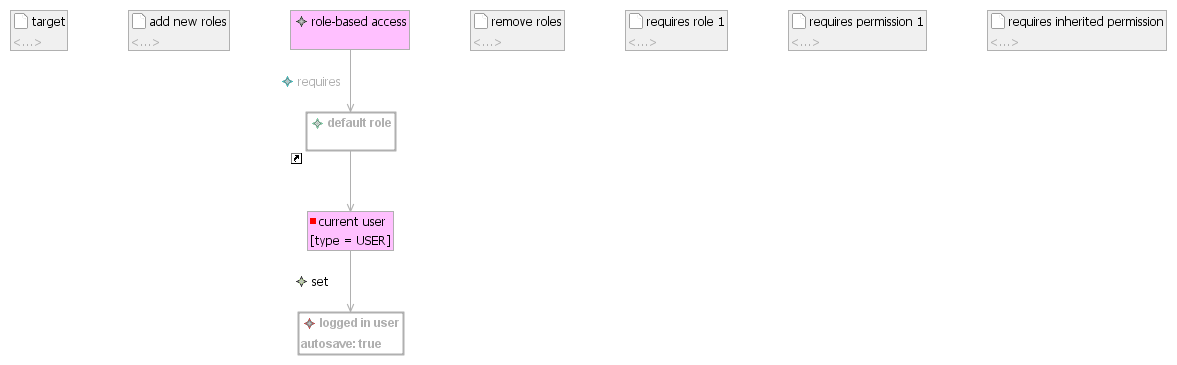 target
<...>
add new roles
<...>
role-based access
remove roles
<...>
requires role 1
<...>
requires permission 1
<...>
requires inherited permission
<...>
requires
default role
current user
[type = USER]
set
logged in user
autosave: true